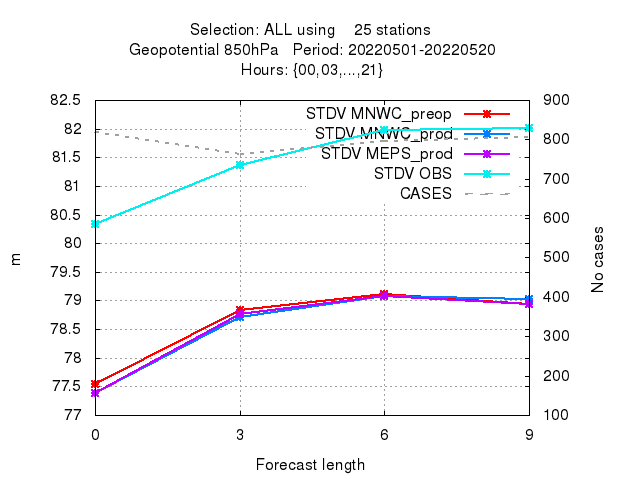 Selection: ALL using    25 stations
Geopotential 850hPa   Period: 20220501-20220520
Hours: {00,03,...,21}
STDV MNWC_preop
STDV MNWC_prod
STDV MEPS_prod
STDV OBS
CASES
82.5
82
81.5
81
80.5
80
79.5
79
78.5
78
77.5
77
m
900
800
700
600
500
400
300
200
100
No cases
0 3 6 9
Forecast length